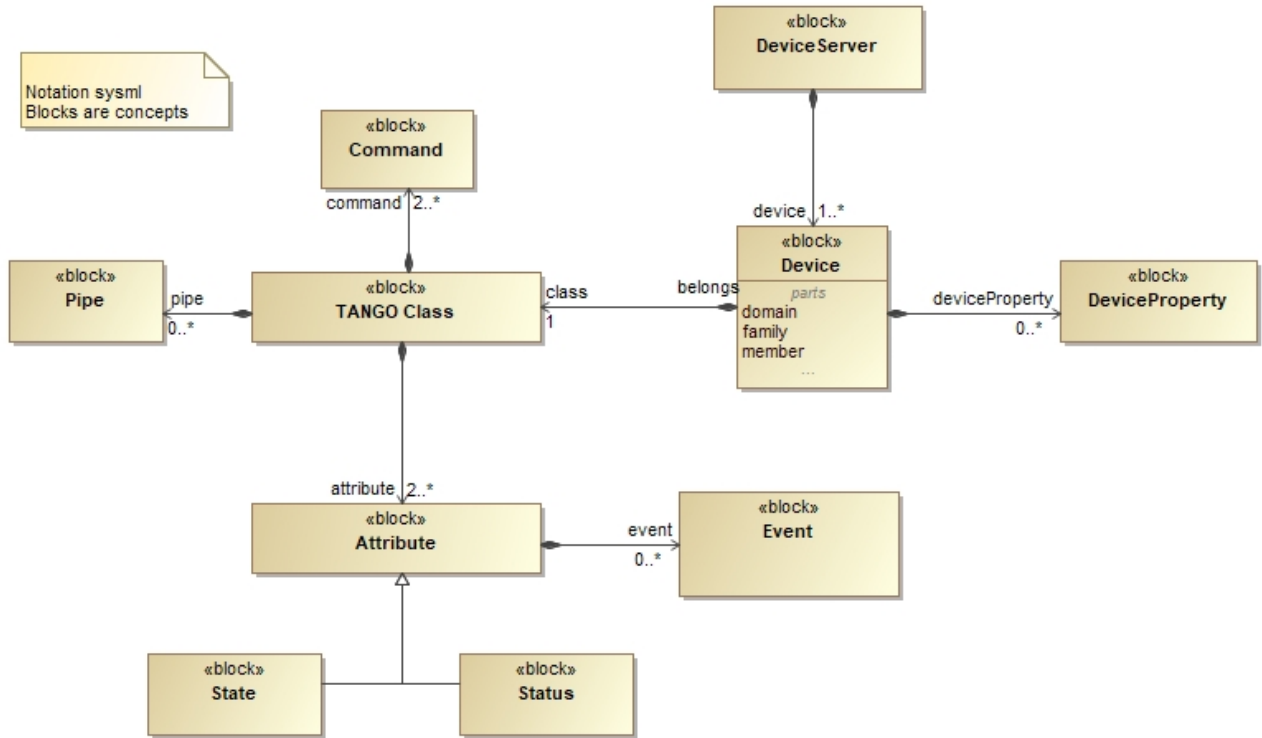 «block»
DeviceServer
Notation sysml
Blocks are concepts
«block»
Command
command 2..*
device 1..*
«block»
Device
parts
domain
family
member
...
«block»
Pipe
pipe
0..*
«block»
TANGO Class
class
1
belongs
deviceProperty
0..*
«block»
DeviceProperty
attribute 2..*
«block»
Attribute
event
0..*
«block»
Event
«block»
State
«block»
Status